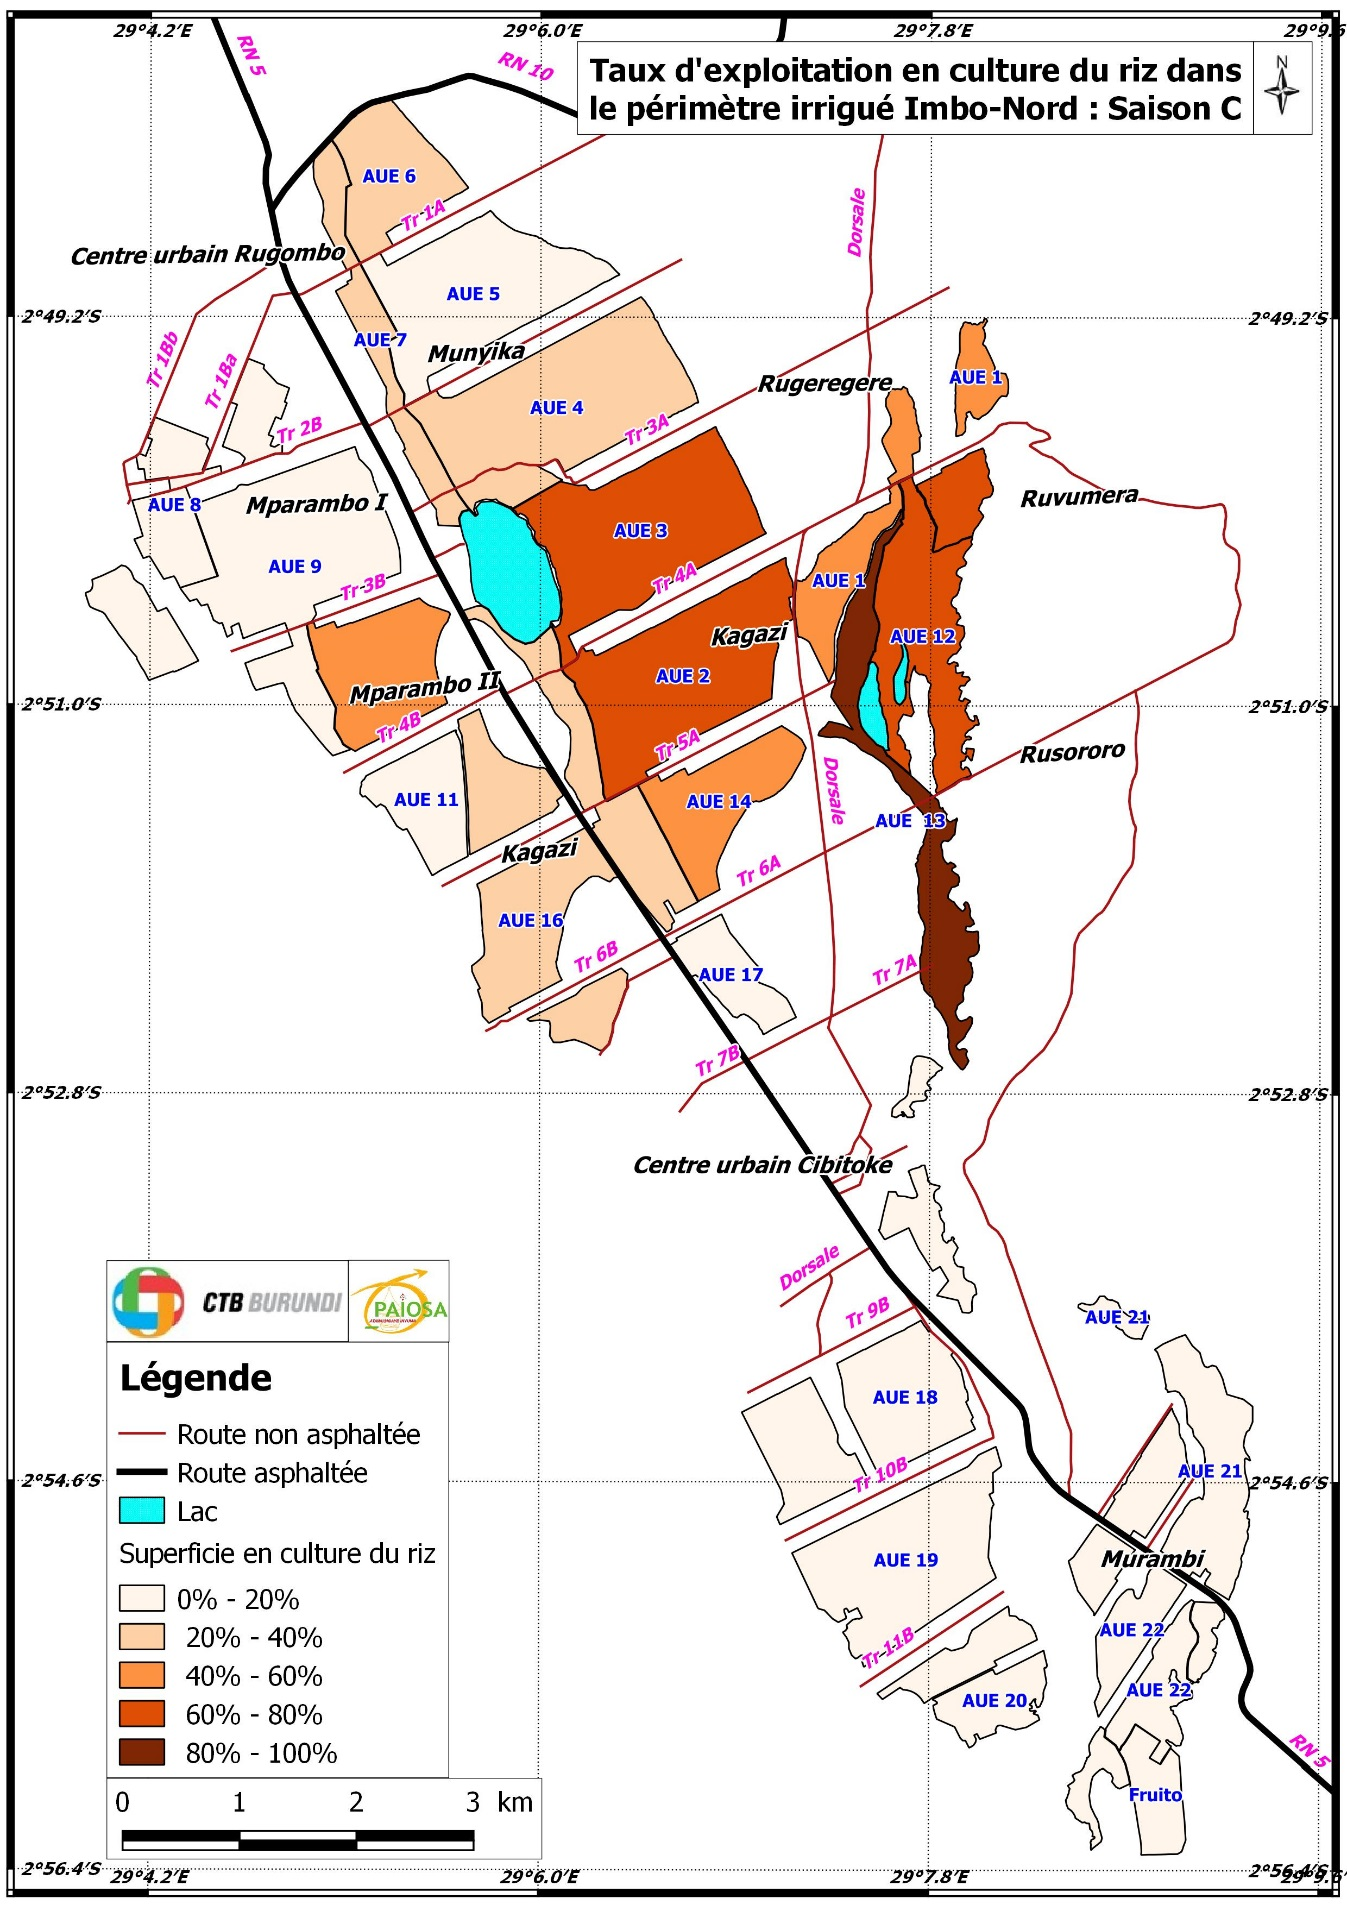 29°4.2'E
29°6.0'E
29°7.8'E
29°9.6
RN 5
RN 10
Taux d'exploitation en culture du riz dans
le périmètre irrigué Imbo-Nord : Saison C
N
AUE 6
Tr 1A
Dorsale
Centre urbain Rugombo
AUE 5
2°49.2'S
2°49.2'S
AUE 7
Munyika
Tr 1Bb
Tr 1Ba
Rugeregere
AUE 1
AUE 4
Tr 2B
Tr 3A
AUE 8
Mparambo I
Ruvumera
AUE 3
AUE 9
Tr 3B
Tr 4A
AUE 1
Kagazi
AUE 12
AUE 2
Mparambo II
2°51.0'S
2°51.0'S
Tr 4B
Tr 5A
Rusororo
AUE 11
AUE 14
Dorsale
AUE 13
Kagazi
Tr 6A
AUE 16
Tr 6B
AUE 17
Tr 7A
Tr 7B
2°52.8'S
2°52.8'S
Centre urbain Cibitoke
Dorsale
Tr 9B
AUE 21
CTB BURUNDI
PAIOSA
Légende
AUE 18
Route non asphaltée
Route asphaltée
Tr 10B
AUE 21
2°54.6'S
2°54.6'S
Lac
Superficie en culture du riz
AUE 19
Murambi
0% - 20%
20% - 40%
AUE 22
Tr 11B
40% - 60%
AUE 22
AUE 20
60% - 80%
80% - 100%
RN 5
Fruito
0 1 2 3 km
2°56.4'S
2°56.4'S
29°4.2'E
29°6.0'E
29°7.8'E
29°9.6'